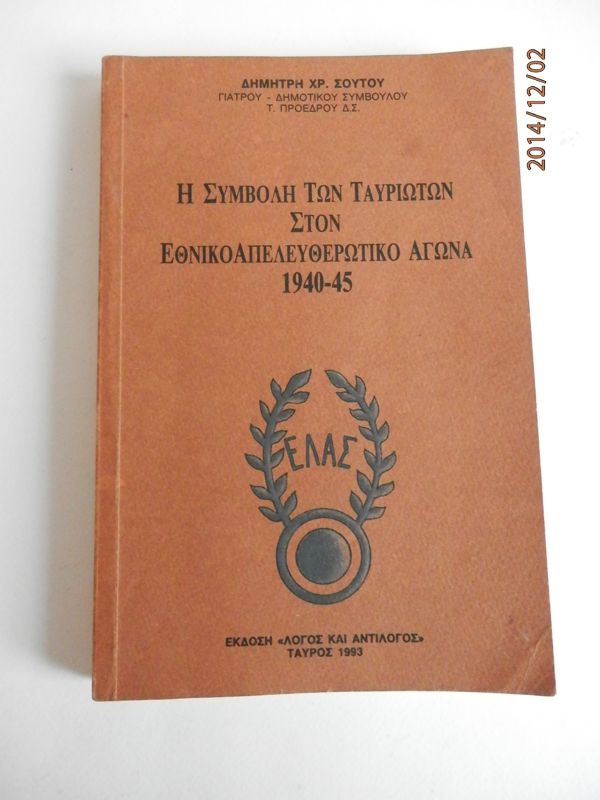 ΔΗΜΗΤΡΗ ΧΡ. ΣΟΥΤΟΥ
ΓΙΑΤΡΟΥ - ΔΗΜΟΤΙΚΟΥ ΣΥΜΒΟΥΛΟΥ
Τ. ΠΡΟΕΔΡΟΥ Δ.Σ.
Η ΣΥΜΒΟΛΗ ΤΩΝ ΤΑΥΡΙΩΤΩΝ
ΣΤΟΝ
ΕΘΝΙΚΟΑΠΕΛΕΥΘΕΡΩΤΙΚΟ ΑΓΩΝΑ
1940-45
ΕΛΑΣ
ΕΚΔΟΣΗ «ΛΟΓΟΣ ΚΑΙ ΑΝΤΙΛΟΓΟΣ»
ΤΑΥΡΟΣ 1993
2014/12/02